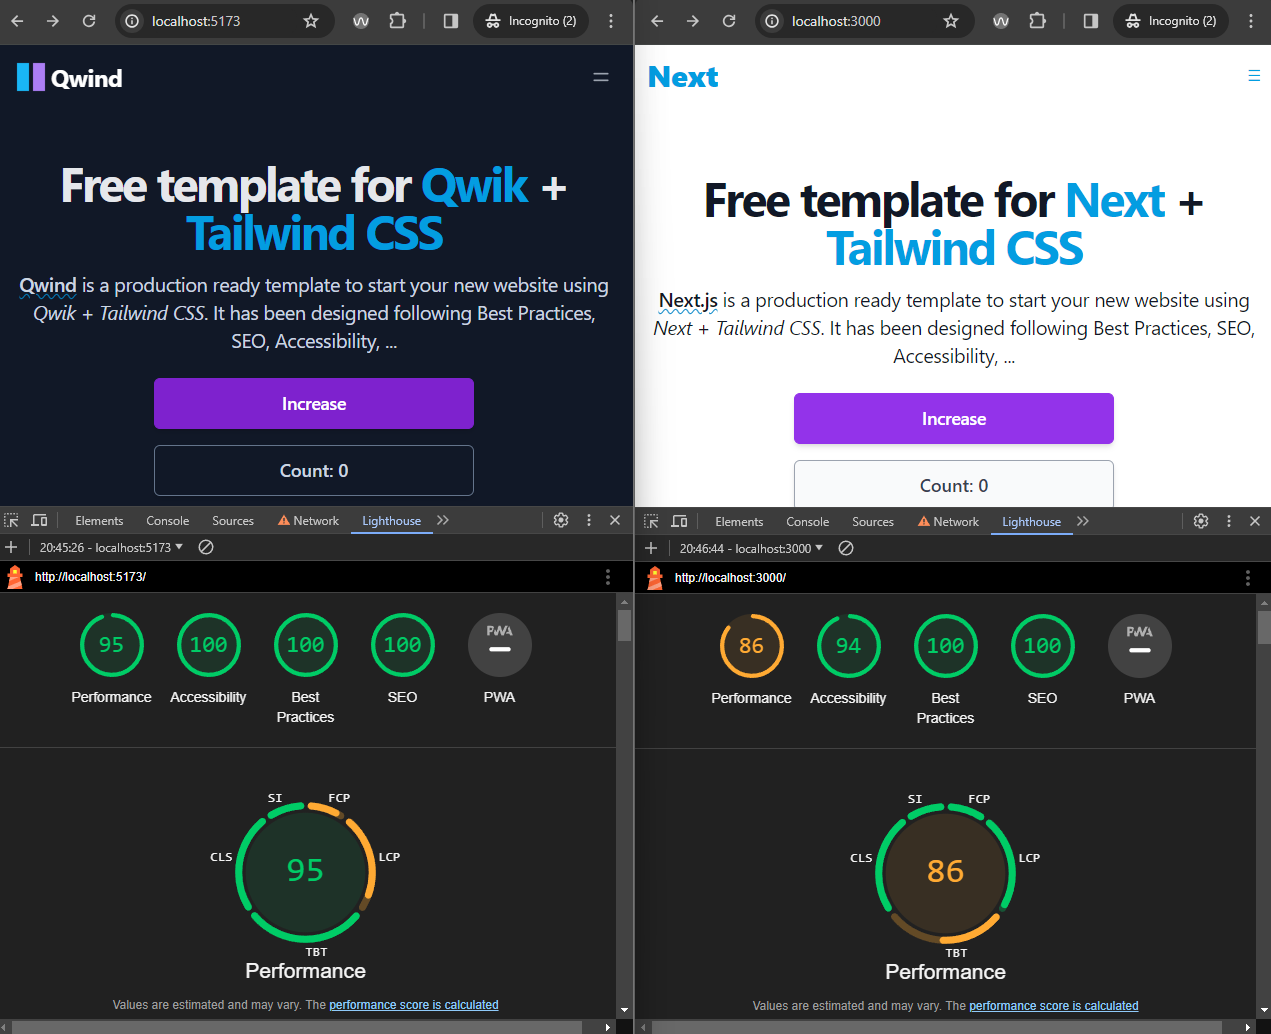 localhost:5173
Incognito (2)
Qwind
Free template for Qwik +
Tailwind CSS
Qwind is a production ready template to start your new website using
Qwik + Tailwind CSS. It has been designed following Best Practices,
SEO, Accessibility, ...
Increase
Count: 0
Elements Console Sources Network Lighthouse
20:45:26 - localhost:5173
http://localhost:5173/
95 100 100 100 PWA
Performance Accessibility Best Practices SEO PWA
SI FCP
CLS LCP
95
TBT
Performance
Values are estimated and may vary. The performance score is calculated
localhost:3000
Incognito (2)
Next
Free template for Next +
Tailwind CSS
Next.js is a production ready template to start your new website using
Next + Tailwind CSS. It has been designed following Best Practices, SEO,
Accessibility, ...
Increase
Count: 0
Elements Console Sources Network Lighthouse
20:46:44 - localhost:3000
http://localhost:3000/
86 94 100 100 PWA
Performance Accessibility Best Practices SEO PWA
SI FCP
CLS LCP
86
TBT
Performance
Values are estimated and may vary. The performance score is calculated